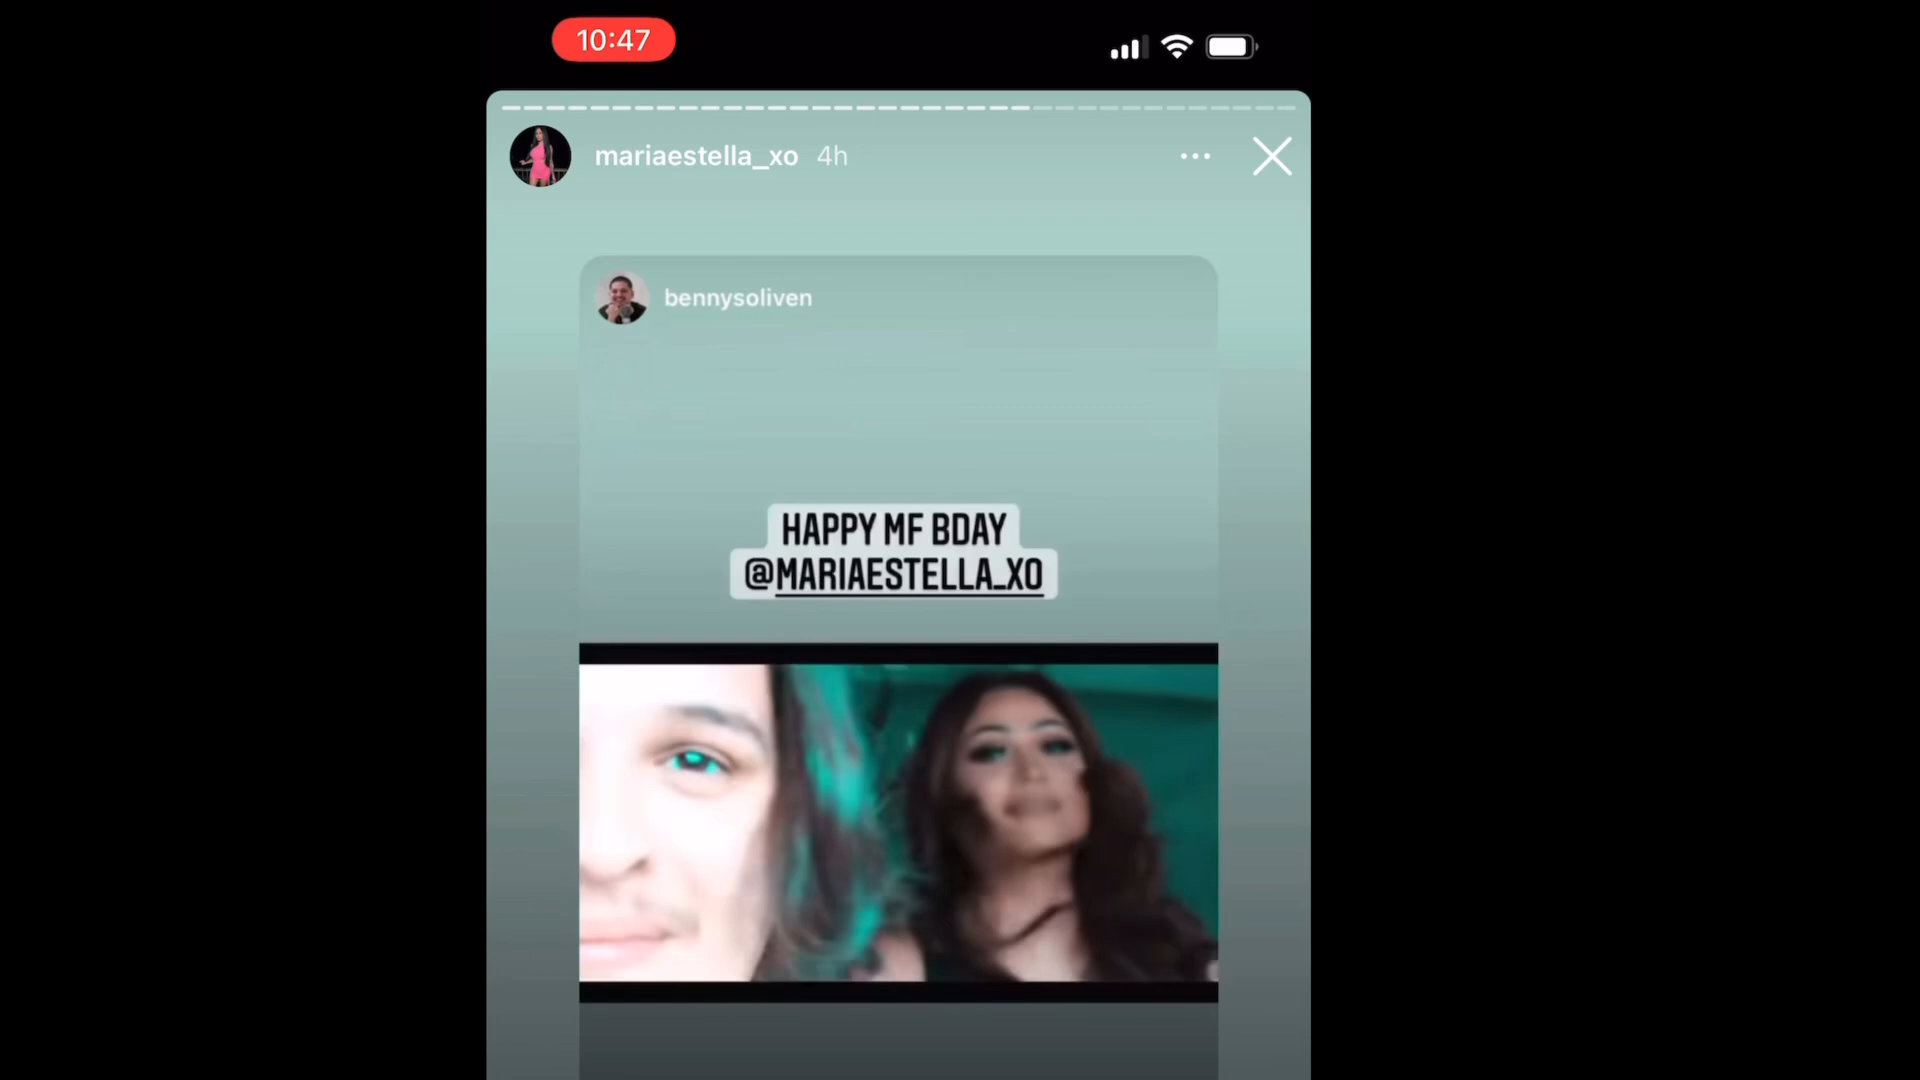 10:47
mariaestella_xo 4h
bennysoliven
HAPPY MF BDAY
@MARIAESTELLA_XO